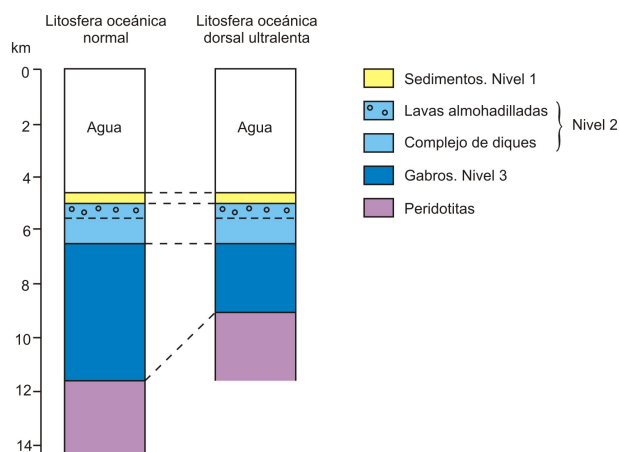 Litosfera oceánica
normal
Litosfera oceánica
dorsal ultralenta
km
0
2
4
6
8
10
12
14
Agua
Agua
Sedimentos. Nivel 1
Lavas almohadilladas
Complejo de diques
Nivel 2
Gabros. Nivel 3
Peridotitas